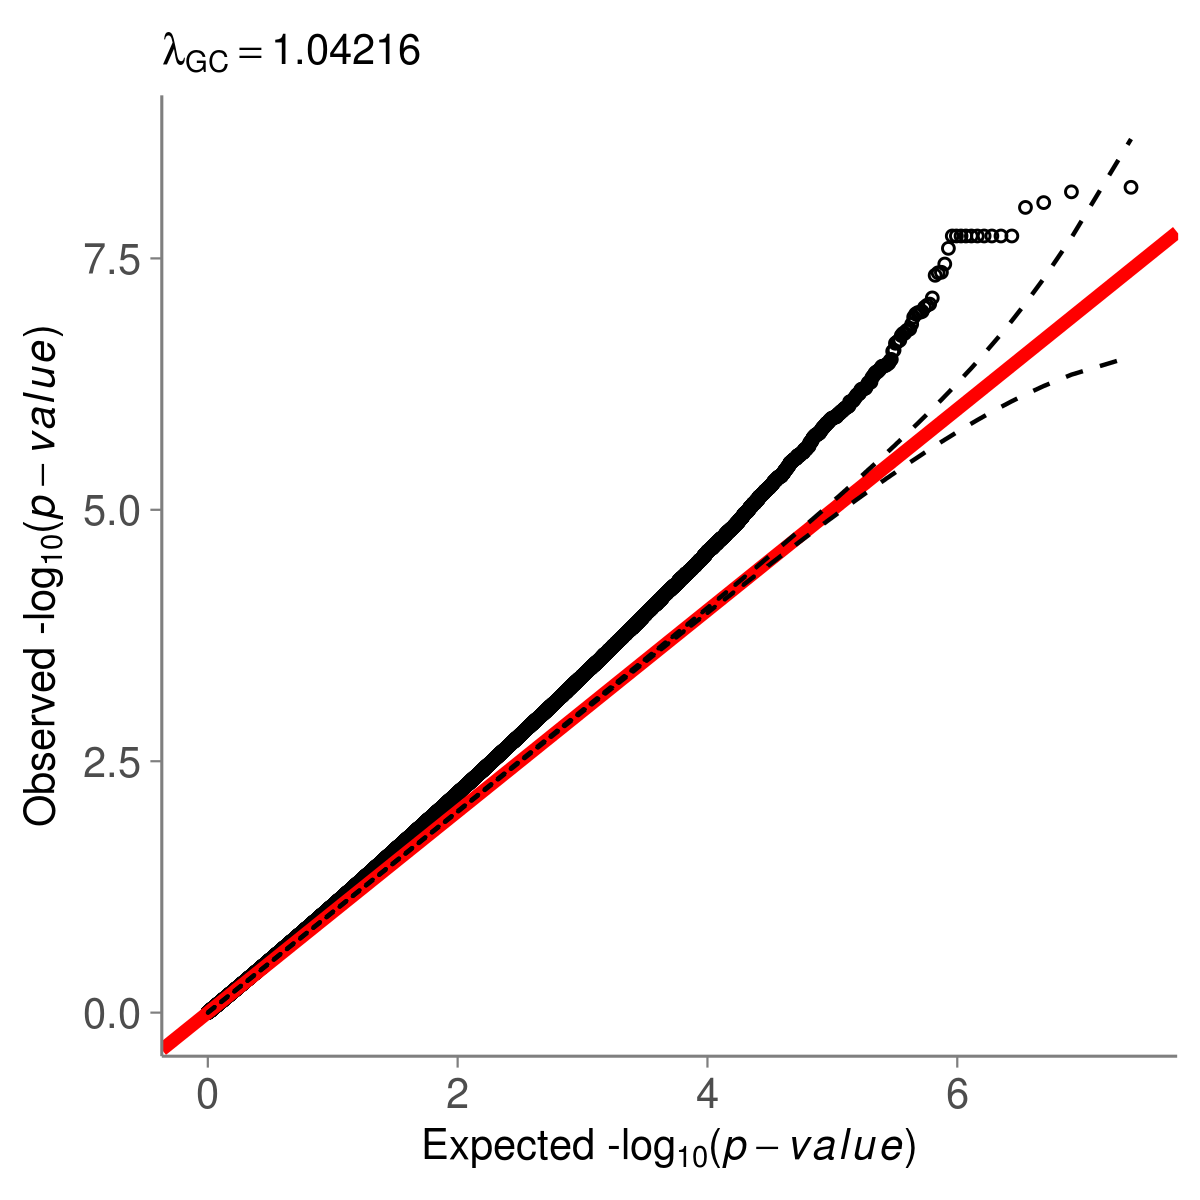 λGC = 1.04216
Observed -log10(p − value)
7.5
5.0
2.5
0.0
0 2 4 6
Expected -log10(p − value)